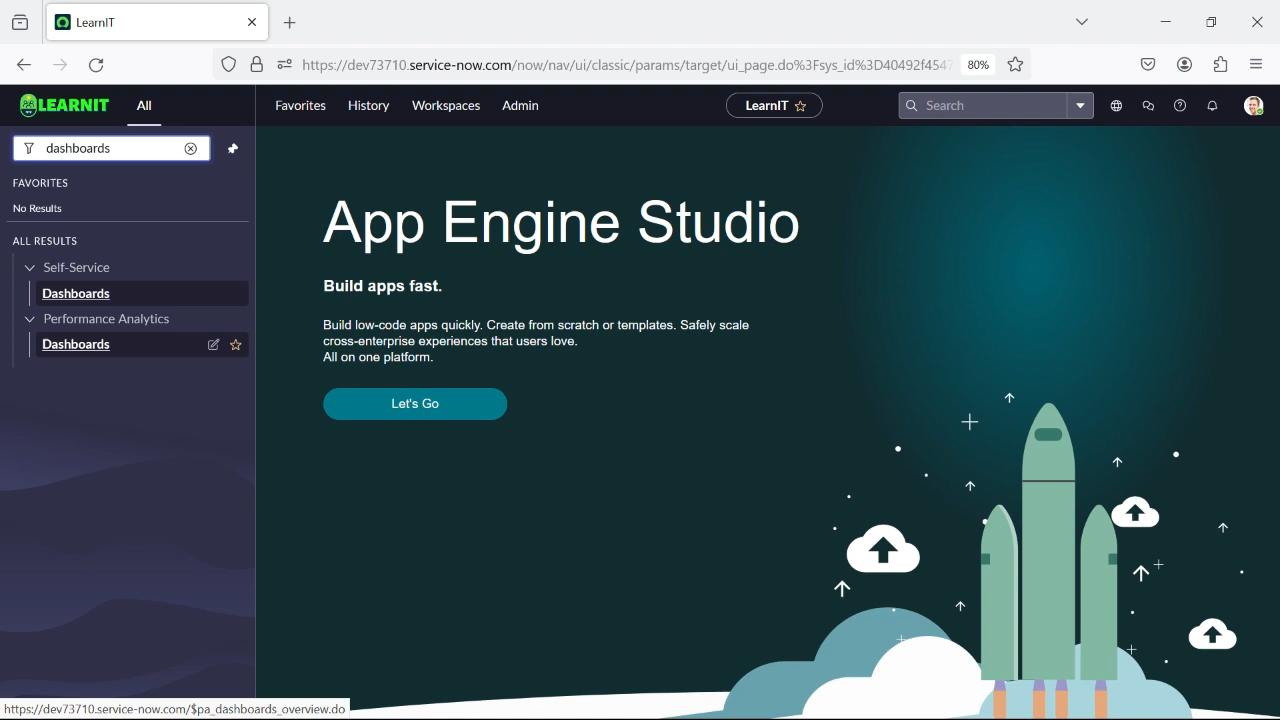 LearnIT
https://dev73710.service-now.com/now/nav/ui/classic/params/target/ui_page.do%3Fsys_id%3D40492f4547
80%
LEARNIT
All
Favorites
History
Workspaces
Admin
LearnIT
Search
dashboards
FAVORITES
No Results
ALL RESULTS
Self-Service
Dashboards
Performance Analytics
Dashboards
App Engine Studio
Build apps fast.
Build low-code apps quickly. Create from scratch or templates. Safely scale
cross-enterprise experiences that users love.
All on one platform.
Let's Go
https://dev73710.service-now.com/$pa_dashboards_overview.do